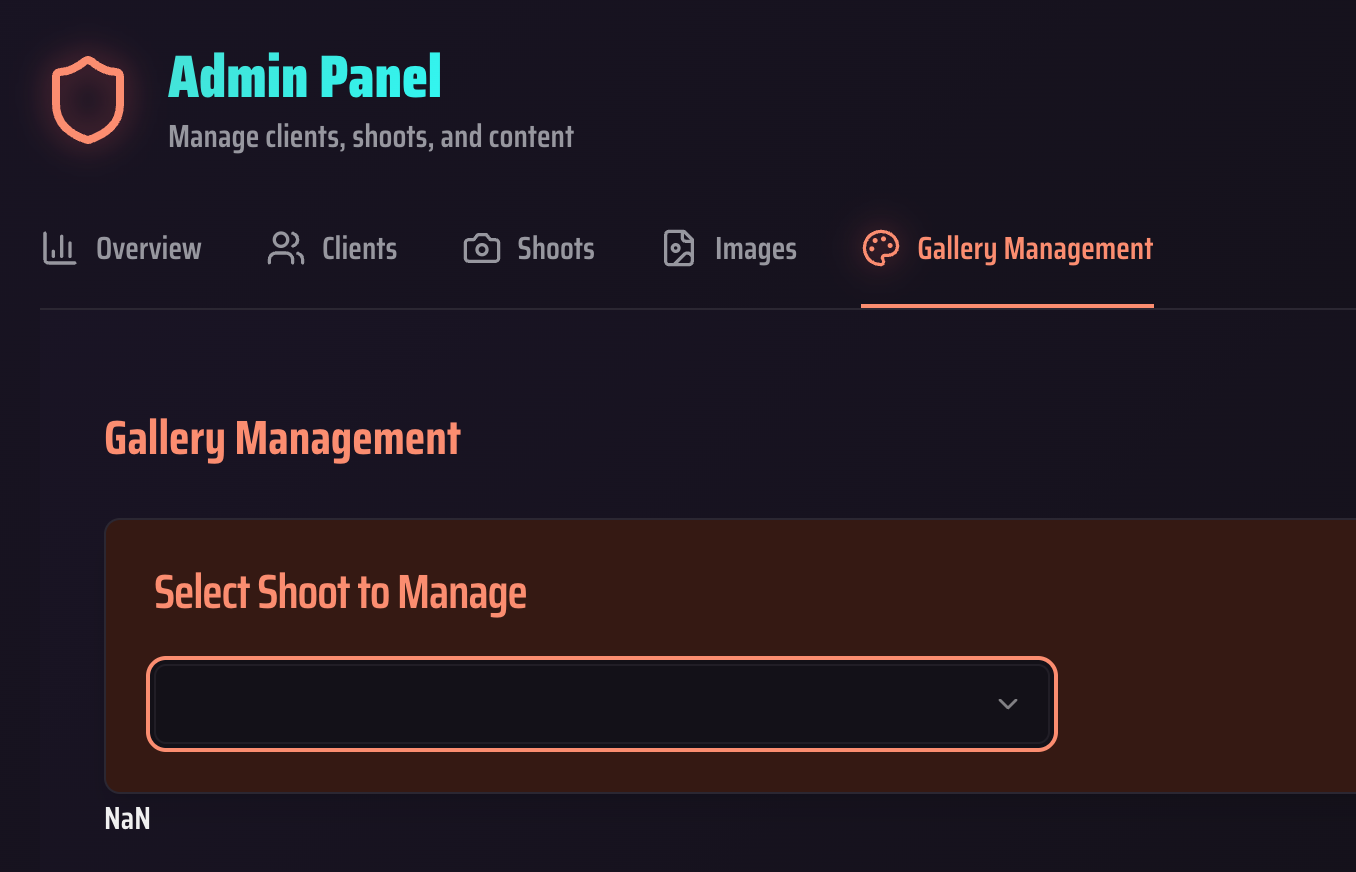 Admin Panel
Manage clients, shoots, and content
Overview
Clients
Shoots
Images
Gallery Management
Gallery Management
Select Shoot to Manage
NaN